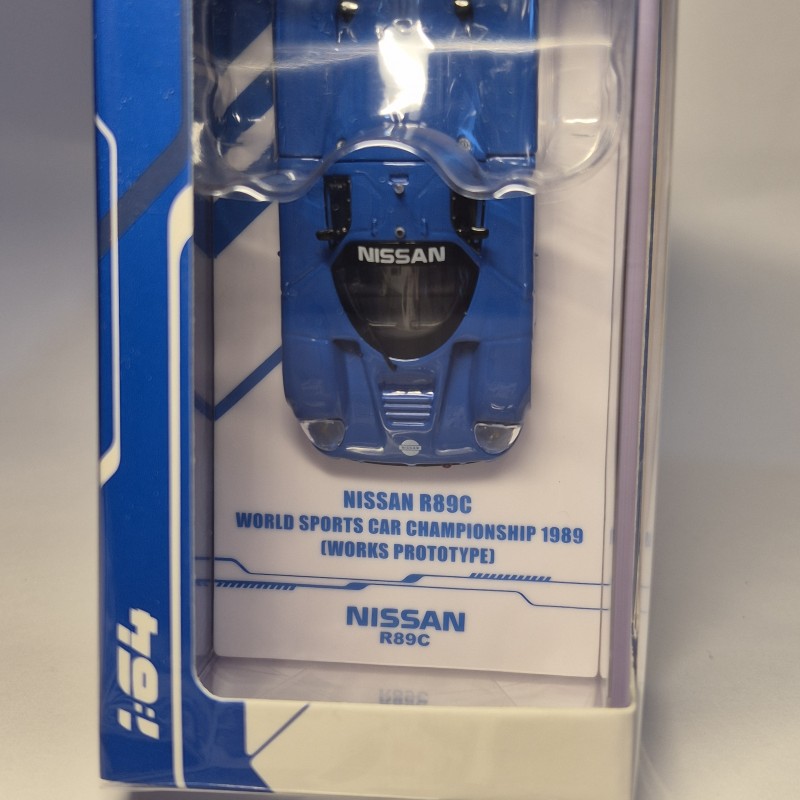 NISSAN
NISSAN R89C
WORLD SPORTS CAR CHAMPIONSHIP 1989
(WORKS PROTOTYPE)
NISSAN
R89C
1:64